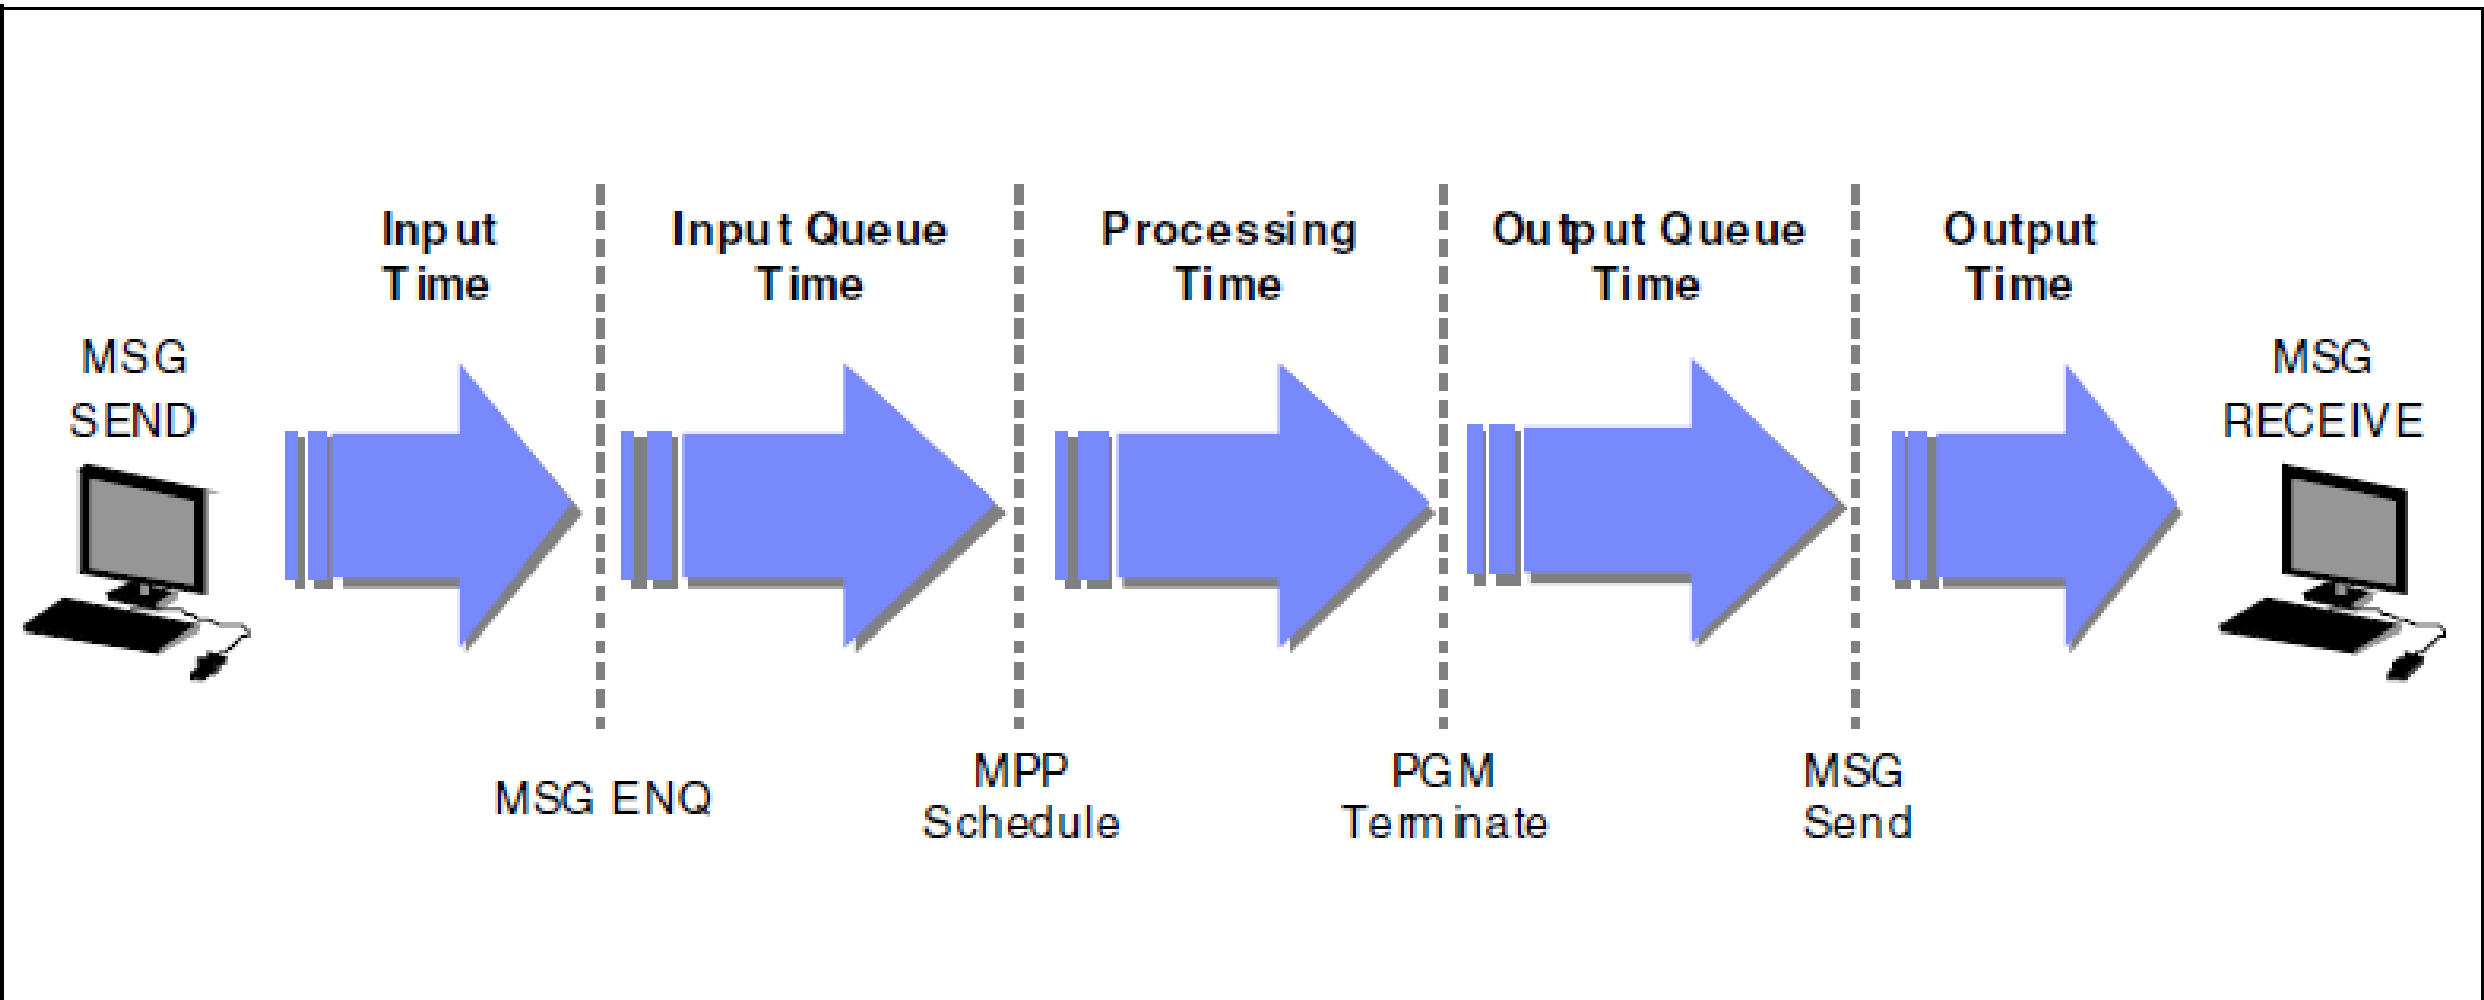 Input
Time
Input Queue
Time
Processing
Time
Output Queue
Time
Output
Time
MSG
SEND
MSG
RECEIVE
MSG ENQ
MPP
Schedule
PGM
Terminate
MSG
Send